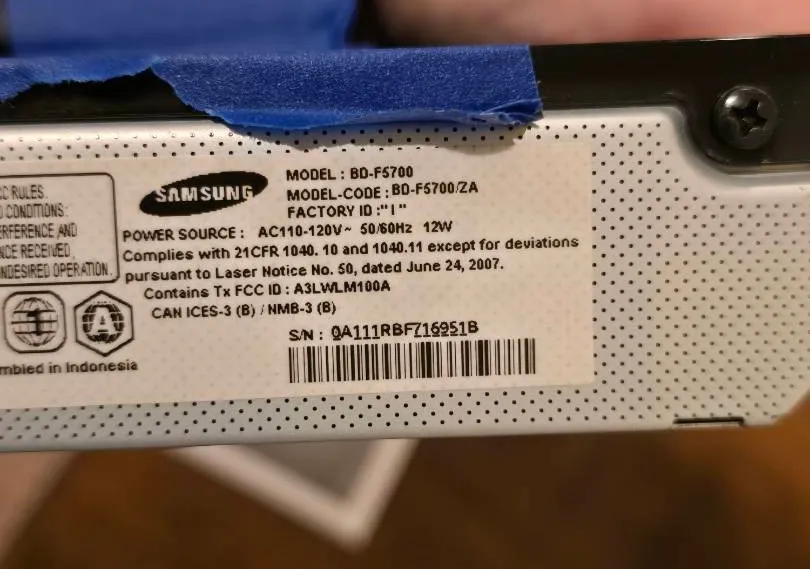 MODEL : BD-F5700
SAMSUNG
MODEL-CODE : BD-F5700/ZA
FACTORY ID :" I "
POWER SOURCE : AC110-120V~ 50/60Hz 12W
Complies with 21CFR 1040. 10 and 1040.11 except for deviations
pursuant to Laser Notice No. 50, dated June 24, 2007.
Contains Tx FCC ID : A3LWLM100A
CAN ICES-3 (B) / NMB-3 (B)
S/N : 0A111RBF716951B
RULES.
CONDITIONS:
ERFERENCE AND
NCE RECEIVED,
NDESIRED OPERATION.
1
A
mbled in Indonesia